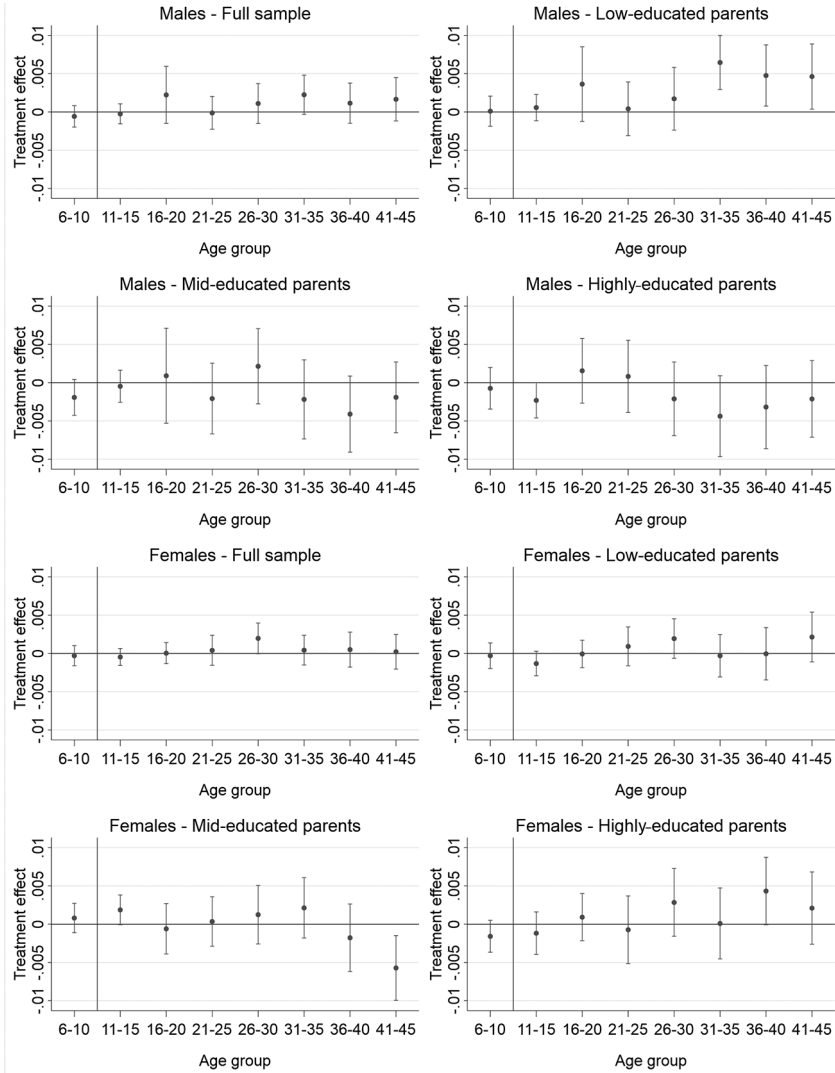 Males - Full sample
Treatment effect
.01
.005
0
-.005
-.01
6-10 11-15 16-20 21-25 26-30 31-35 36-40 41-45
Age group
Males - Low-educated parents
Treatment effect
.01
.005
0
-.005
-.01
6-10 11-15 16-20 21-25 26-30 31-35 36-40 41-45
Age group
Males - Mid-educated parents
Treatment effect
.01
.005
0
-.005
-.01
6-10 11-15 16-20 21-25 26-30 31-35 36-40 41-45
Age group
Males - Highly-educated parents
Treatment effect
.01
.005
0
-.005
-.01
6-10 11-15 16-20 21-25 26-30 31-35 36-40 41-45
Age group
Females - Full sample
Treatment effect
.01
.005
0
-.005
-.01
6-10 11-15 16-20 21-25 26-30 31-35 36-40 41-45
Age group
Females - Low-educated parents
Treatment effect
.01
.005
0
-.005
-.01
6-10 11-15 16-20 21-25 26-30 31-35 36-40 41-45
Age group
Females - Mid-educated parents
Treatment effect
.01
.005
0
-.005
-.01
6-10 11-15 16-20 21-25 26-30 31-35 36-40 41-45
Age group
Females - Highly-educated parents
Treatment effect
.01
.005
0
-.005
-.01
6-10 11-15 16-20 21-25 26-30 31-35 36-40 41-45
Age group